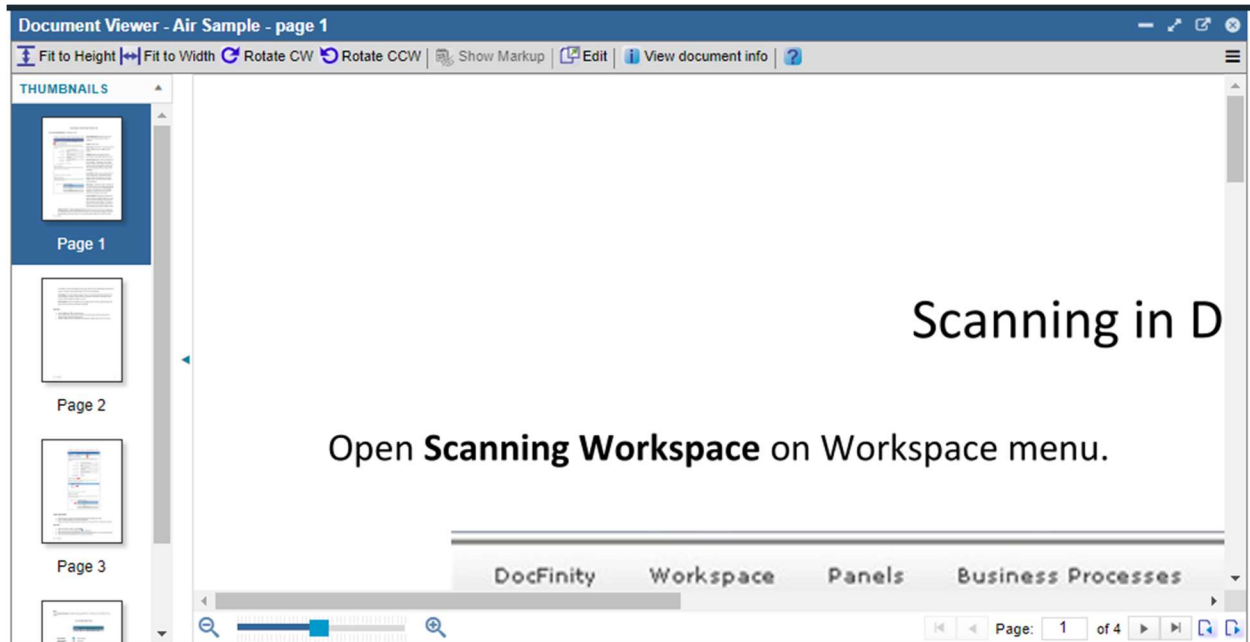 Document Viewer - Air Sample - page 1
Fit to Height Fit to Width Rotate CW Rotate CCW Show Markup Edit View document info ?
THUMBNAILS
Page 1
Page 2
Page 3
Scanning in D
Open Scanning Workspace on Workspace menu.
DocFinity Workspace Panels Business Processes
Page: 1 of 4